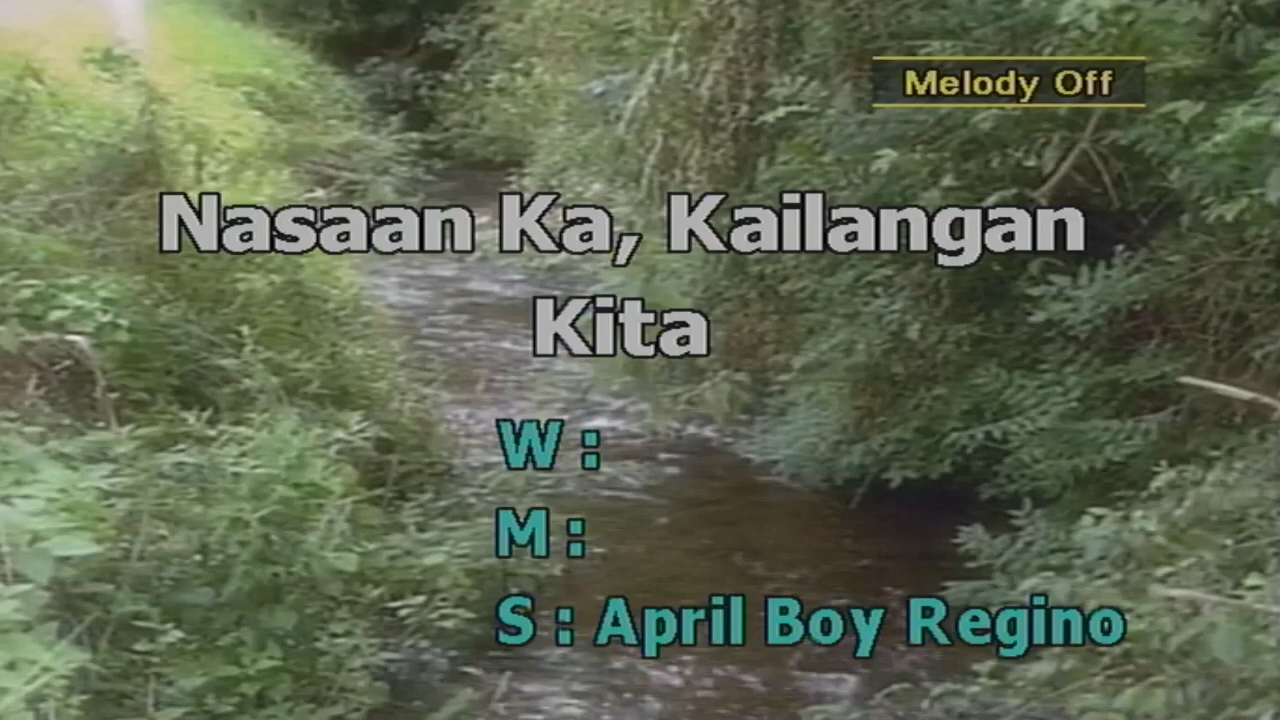 Melody Off
Nasaan Ka, Kailangan
Kita
W :
M :
S : April Boy Regino